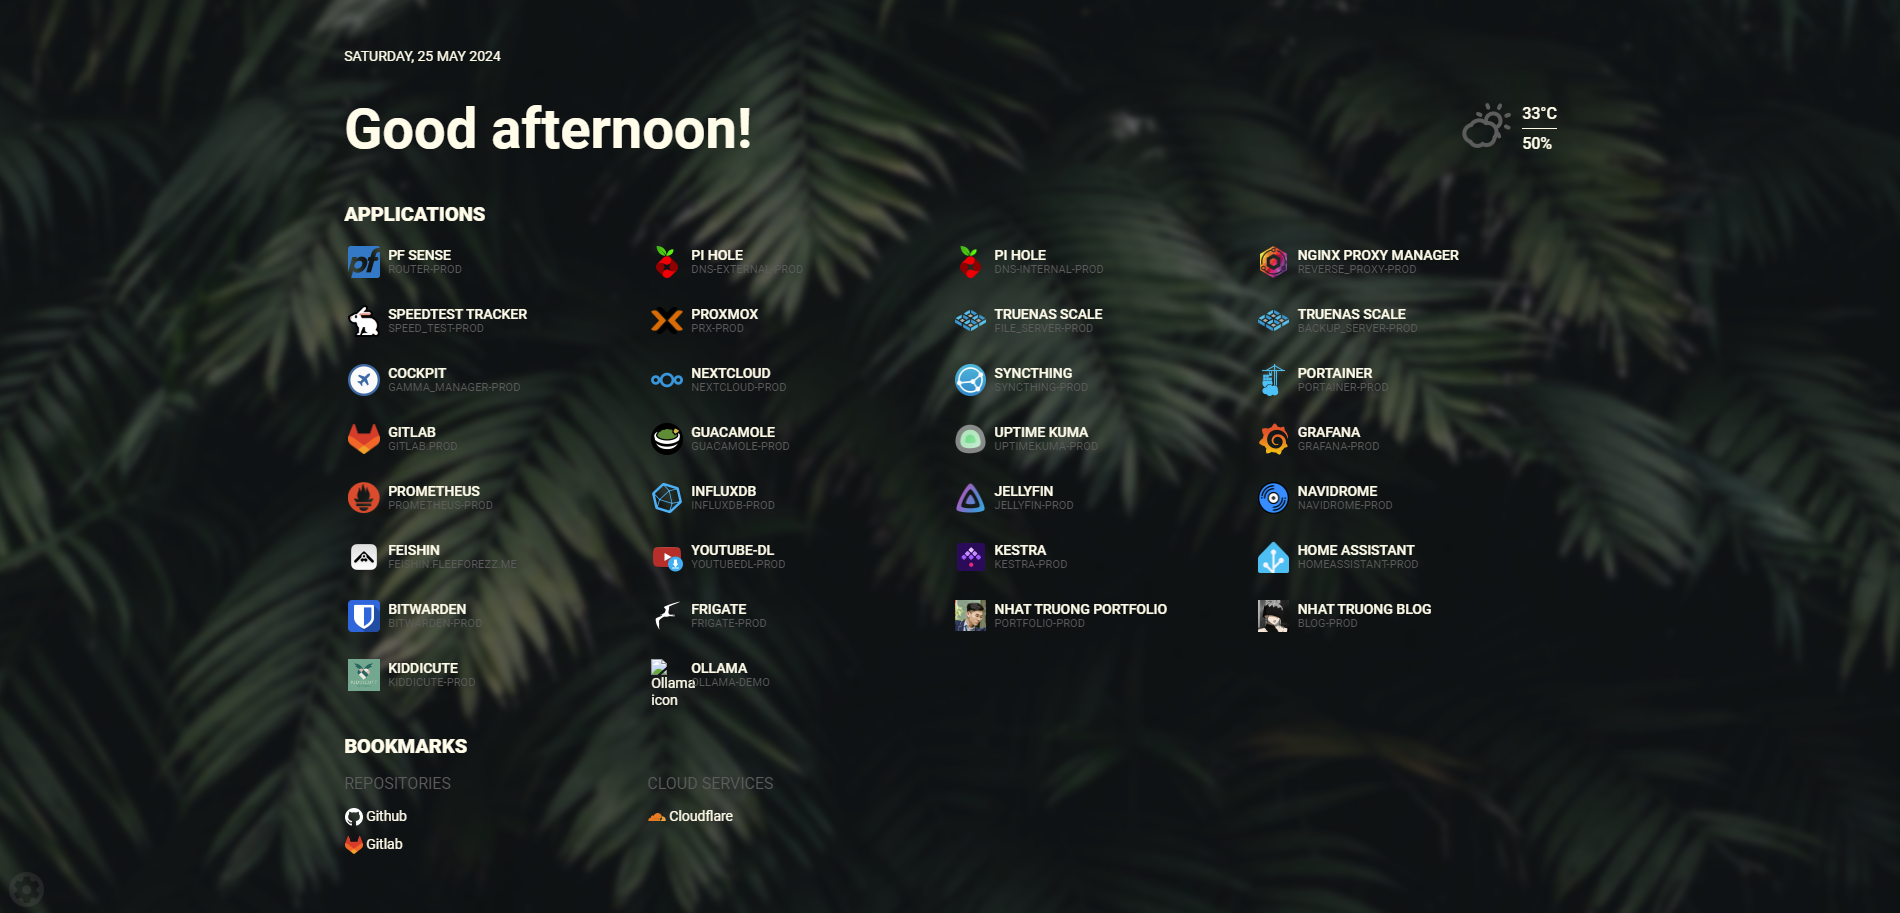 SATURDAY, 25 MAY 2024
Good afternoon!
33°C
50%
APPLICATIONS
PF SENSE
ROUTER-PROD
PI HOLE
DNS-EXTERNAL-PROD
PI HOLE
DNS-INTERNAL-PROD
NGINX PROXY MANAGER
REVERSE_PROXY-PROD
SPEEDTEST TRACKER
SPEED_TEST-PROD
PROXMOX
PRX-PROD
TRUENAS SCALE
FILE_SERVER-PROD
TRUENAS SCALE
BACKUP_SERVER-PROD
COCKPIT
GAMMA_MANAGER-PROD
NEXTCLOUD
NEXTCLOUD-PROD
SYNCTHING
SYNCTHING-PROD
PORTAINER
PORTAINER-PROD
GITLAB
GITLAB.PROD
GUACAMOLE
GUACAMOLE-PROD
UPTIME KUMA
UPTIMEKUMA-PROD
GRAFANA
GRAFANA-PROD
PROMETHEUS
PROMETHEUS-PROD
INFLUXDB
INFLUXDB-PROD
JELLYFIN
JELLYFIN-PROD
NAVIDROME
NAVIDROME-PROD
FEISHIN
FEISHIN.FLEEFOREZZ.ME
YOUTUBE-DL
YOUTUBEDL-PROD
KESTRA
KESTRA-PROD
HOME ASSISTANT
HOMEASSISTANT-PROD
BITWARDEN
BITWARDEN-PROD
FRIGATE
FRIGATE-PROD
NHAT TRUONG PORTFOLIO
PORTFOLIO-PROD
NHAT TRUONG BLOG
BLOG-PROD
KIDDICUTE
KIDDICUTE-PROD
Ollama
icon
OLLAMA
OLLAMA-DEMO
BOOKMARKS
REPOSITORIES
Github
Gitlab
CLOUD SERVICES
Cloudflare